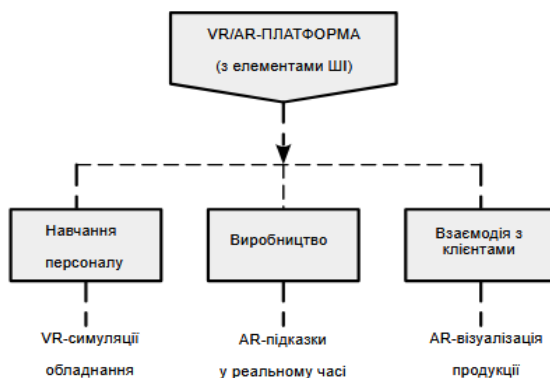 VR/AR-ПЛАТФОРМА
(з елементами ШІ)
Навчання
персоналу
Виробництво
Взаємодія з
клієнтами
VR-симуляції
обладнання
AR-підказки
у реальному часі
AR-візуалізація
продукції